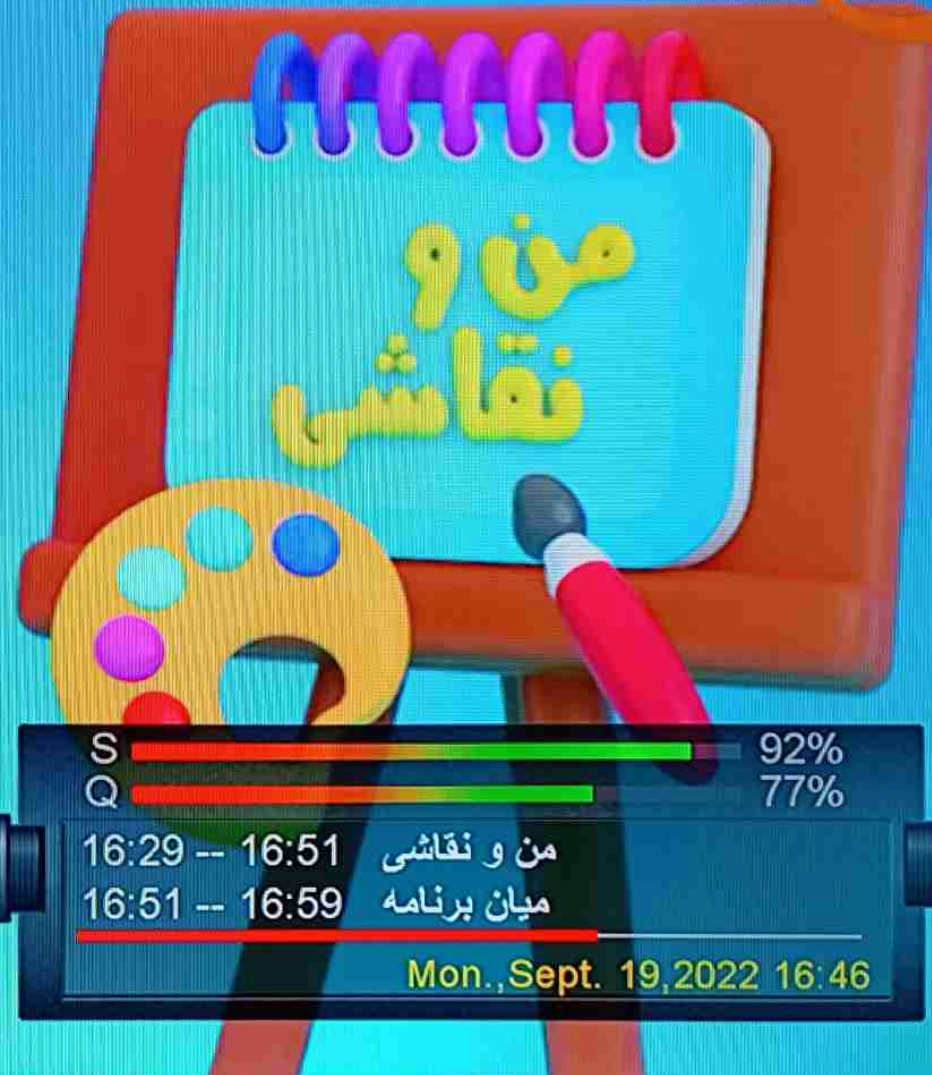 من و
نقاشی
S 92%
Q 77%
16:29 -- 16:51 من و نقاشی
16:51 -- 16:59 میان برنامه
Mon.,Sept. 19,2022 16:46